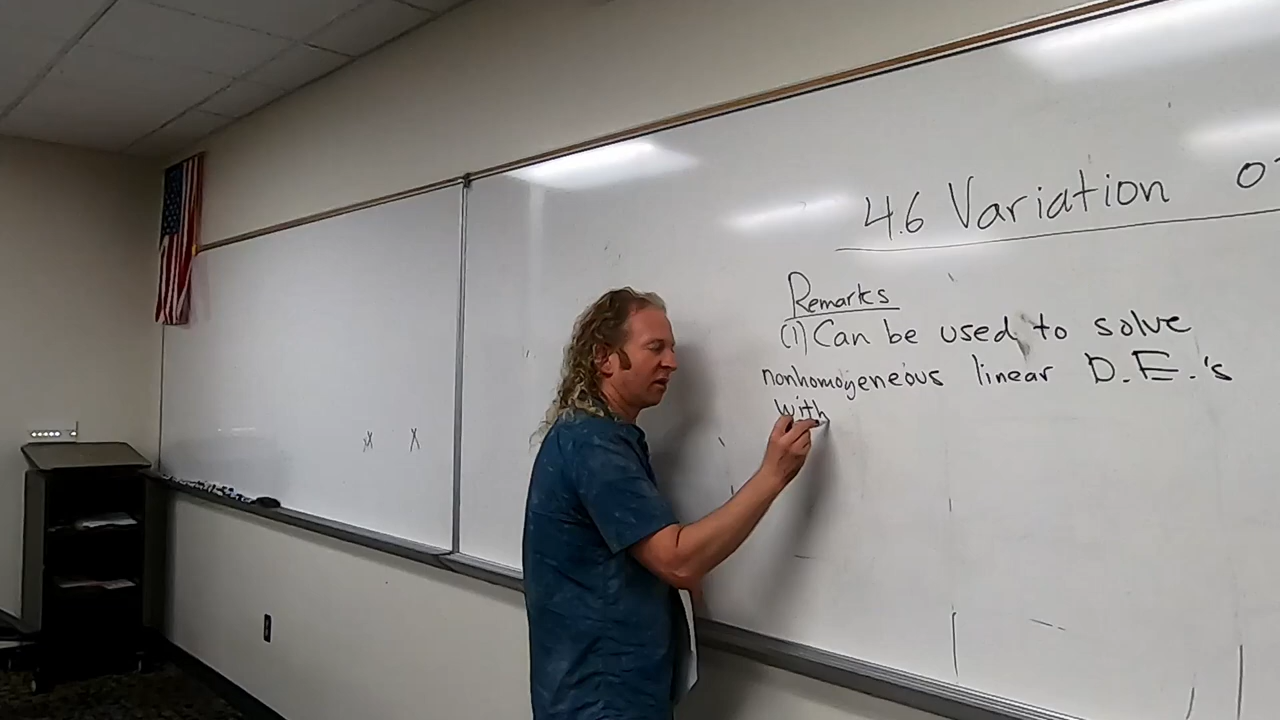 4.6 Variation o
Remarks
(1) Can be used to solve
nonhomogeneous linear D.E.'s
with
x x